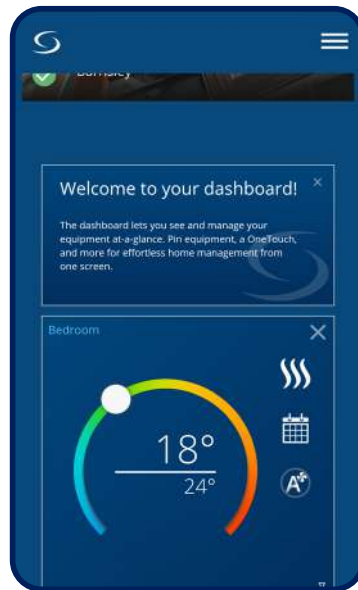 Barnsley
Welcome to your dashboard!
The dashboard lets you see and manage your
equipment at-a-glance. Pin equipment, a OneTouch,
and more for effortless home management from
one screen.
Bedroom
18°
24°
A